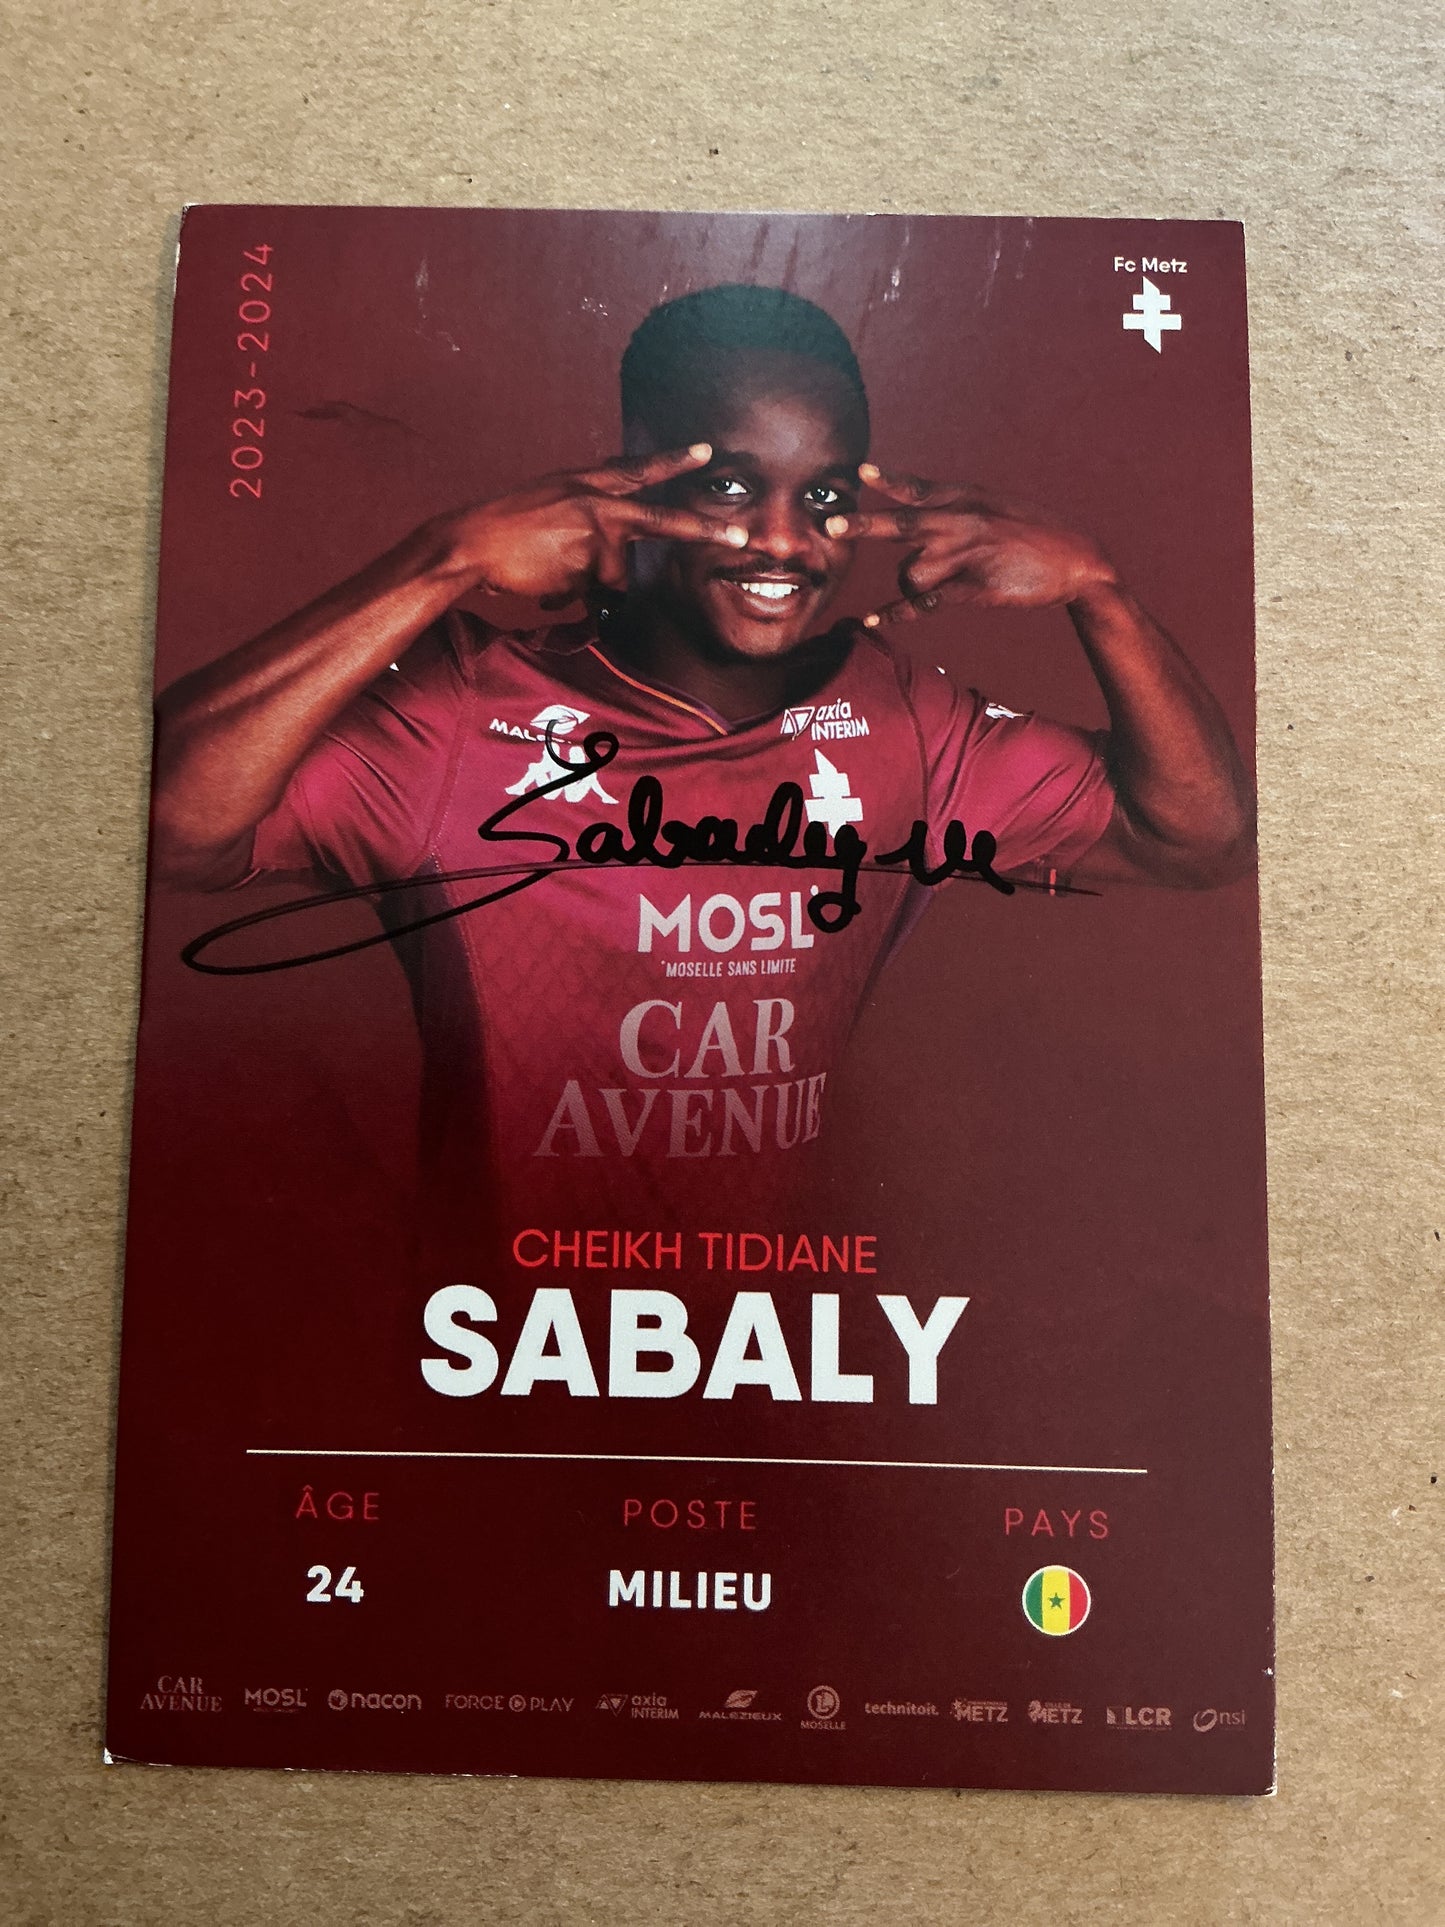 2023-2024
Fc Metz
axia
INTERIM
MOSL
*MOSELLE SANS LIMITE
CAR
AVENUE
CHEIKH TIDIANE
SABALY
ÂGE
POSTE
PAYS
24
MILIEU
CAR AVENUE
MOSL
nacon
FORCE PLAY
axia INTERIM
MALEZIEUX
MOSELLE
technitoit.
METZ
METZ
LCR
nsi